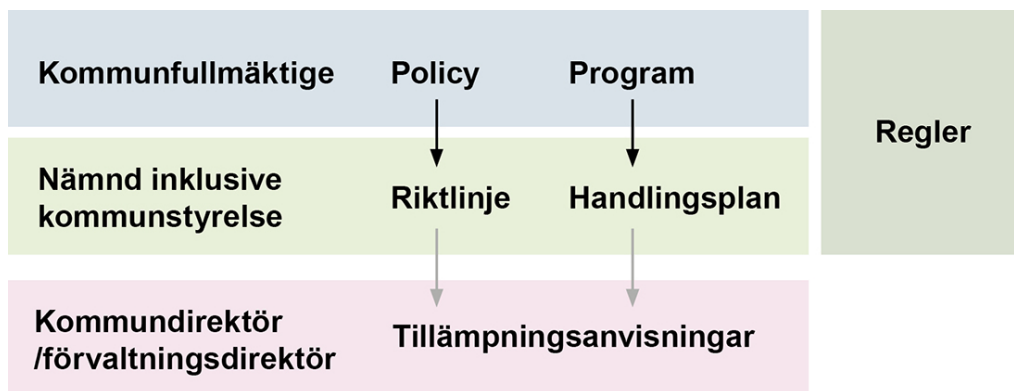 Kommunfullmäktige Policy Program
Regler
Nämnd inklusive
kommunstyrelse
Riktlinje Handlingsplan
Kommundirektör
/förvaltningsdirektör
Tillämpningsanvisningar